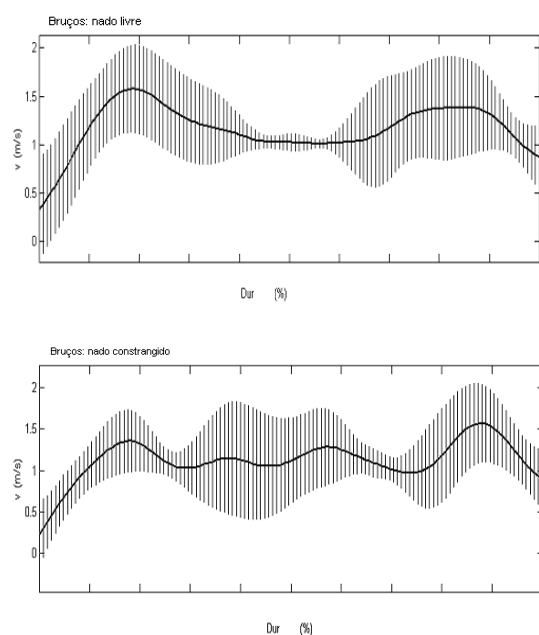 Bruços: nado livre
2
1.5
1
0.5
0
v (m/s)
Dur (%)
Bruços: nado constrangido
2
1.5
1
0.5
0
v (m/s)
Dur (%)